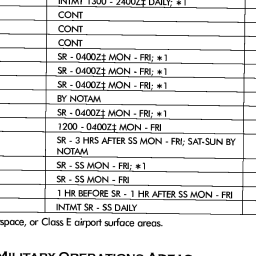 INTMT 1300 - 2400Z‡ DAILY; *1
CONT
CONT
CONT
SR - 0400Z‡ MON - FRI; *1
SR - 0400Z‡ MON - FRI; *1
SR - 0400Z‡ MON - FRI; *1
BY NOTAM
SR - 0400Z‡ MON - FRI; *1
1200 - 0400Z‡ MON - FRI
SR - 3 HRS AFTER SS MON - FRI; SAT-SUN BY
NOTAM
SR - SS MON - FRI; *1
SR - SS MON - FRI
1 HR BEFORE SR - 1 HR AFTER SS MON - FRI
INTMT SR - SS DAILY
space, or Class E airport surface areas.
MILITARY OPERATIONS AREAS